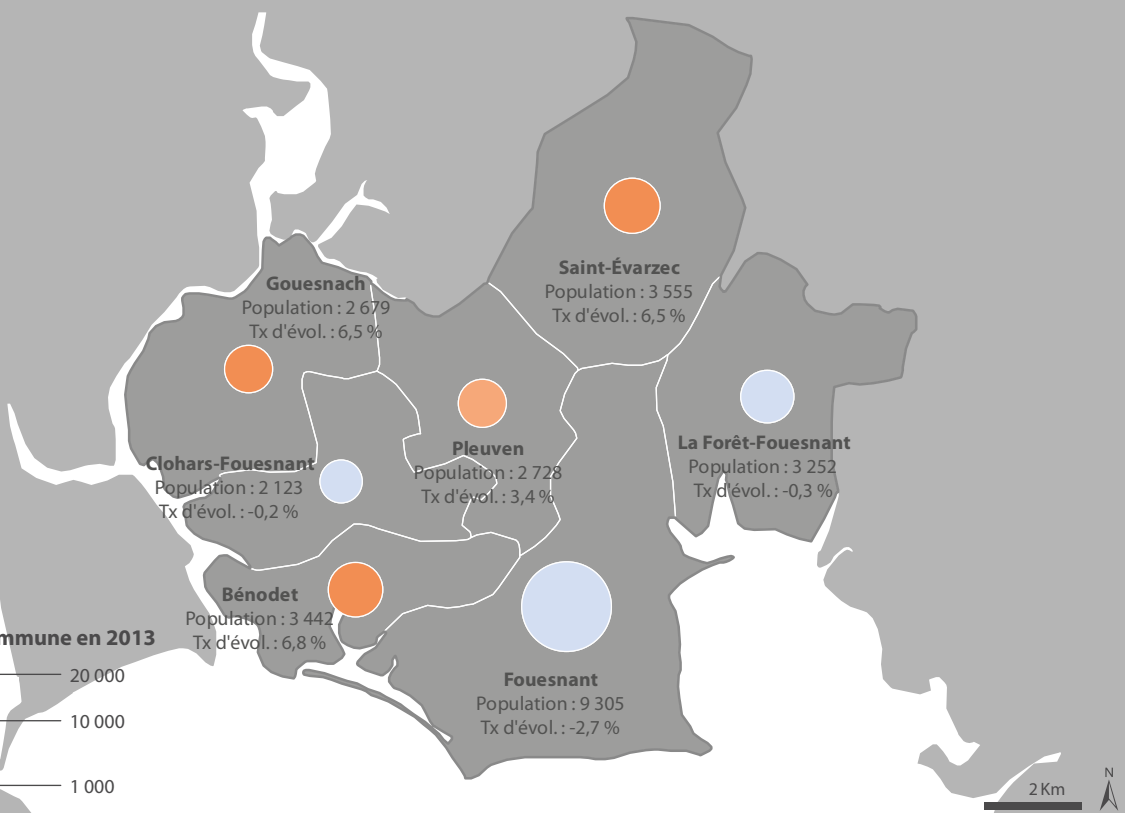 Saint-Évarzec
Population : 3 555
Tx d'évol. : 6,5 %
Gouesnach
Population : 2 679
Tx d'évol. : 6,5 %
Pleuven
Population : 2 728
Tx d'évol. : 3,4 %
La Forêt-Fouesnant
Population : 3 252
Tx d'évol. : -0,3 %
Clohars-Fouesnant
Population : 2 123
Tx d'évol. : -0,2 %
Bénodet
Population : 3 442
Tx d'évol. : 6,8 %
Fouesnant
Population : 9 305
Tx d'évol. : -2,7 %
mmune en 2013
20 000
10 000
1 000
N
2 Km